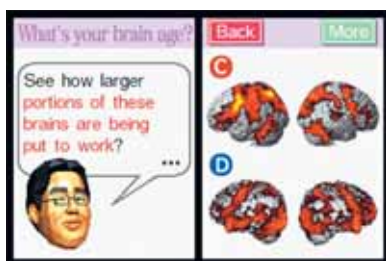 What's your brain age?
See how larger
portions of these
brains are being
put to work?
...
Back
More
C
D